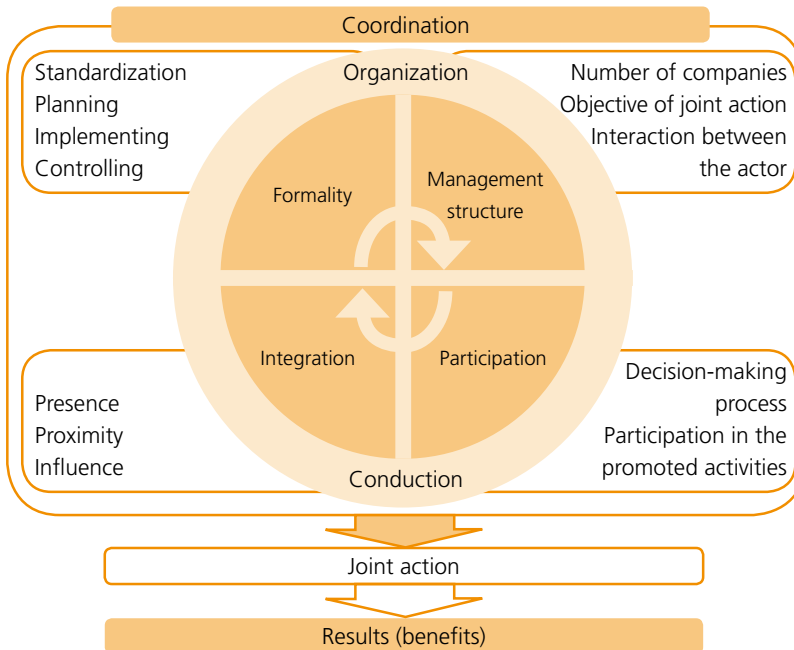 Coordination
Organization
Standardization
Planning
Implementing
Controlling
Number of companies
Objective of joint action
Interaction between
the actor
Formality
Management
structure
Integration
Participation
Presence
Proximity
Influence
Decision-making
process
Participation in the
promoted activities
Conduction
Joint action
Results (benefits)